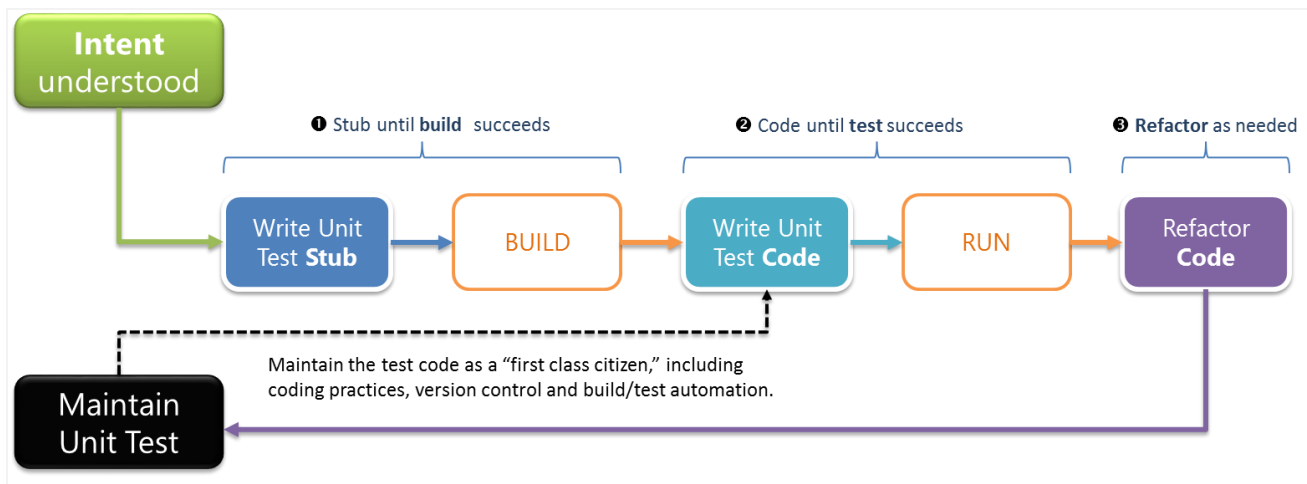 Intent
understood
❶ Stub until build succeeds
❷ Code until test succeeds
❸ Refactor as needed
Write Unit
Test Stub
BUILD
Write Unit
Test Code
RUN
Refactor
Code
Maintain the test code as a “first class citizen,” including
coding practices, version control and build/test automation.
Maintain
Unit Test